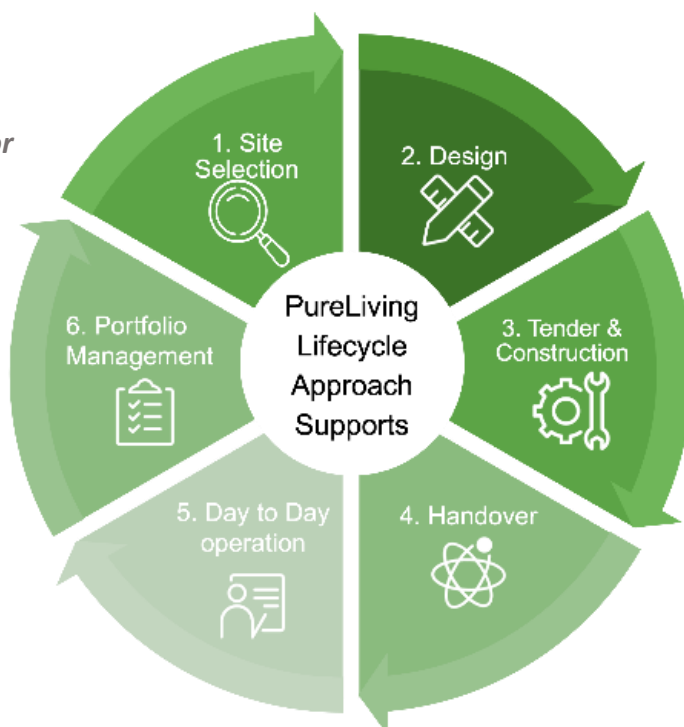 or
1. Site
Selection
2. Design
3. Tender &
Construction
4. Handover
5. Day to Day
operation
6. Portfolio
Management
PureLiving
Lifecycle
Approach
Supports